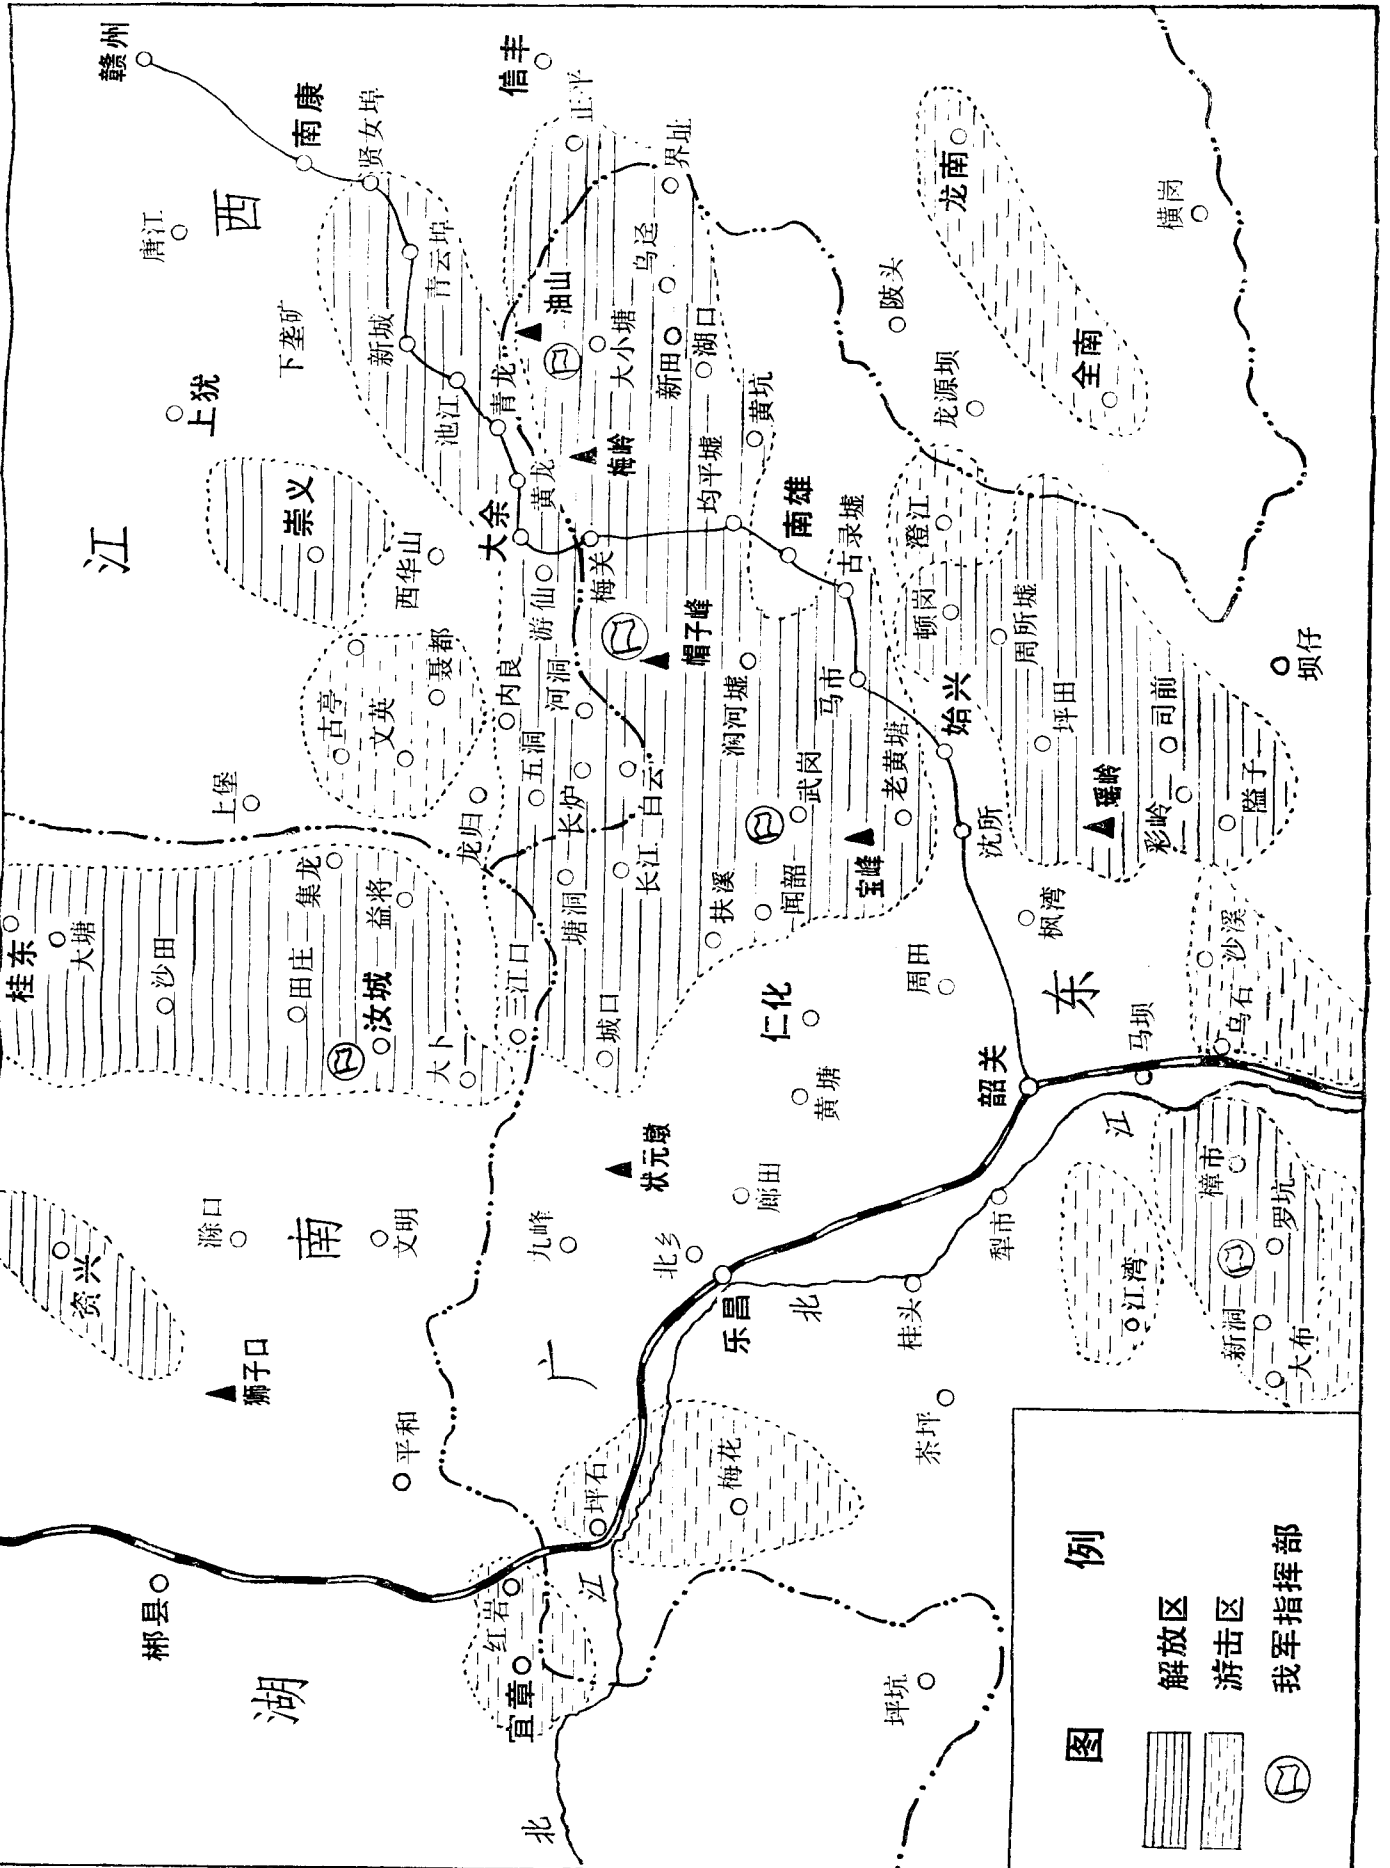 湖
南
江
西
广
东
郴县
狮子口
资兴
滁口
文明
平和
宜章
红岩
北
江
坪石
梅花
坪坑
茶坪
桂头
犁市
北
江
乐昌
北乡
九峰
状元墩
廊田
黄塘
仁化
周田
韶关
马坝
枫湾
乌石
沙溪
樟市
罗坑
新洞
大布
江湾
桂东
大塘
沙田
田庄
汝城
集龙
益将
大卜
三江口
龙归
上堡
古亭
文英
聂都
崇义
西华山
上犹
下垄矿
唐江
赣州
南康
贤女埠
青云埠
新城
池江
青龙
黄龙
大余
游仙
梅关
内良
河洞
五洞
长炉
白云
塘洞
长江
城口
扶溪
闻韶
武岗
澜河墟
帽子峰
宝峰
老黄塘
马市
古录墟
南雄
均平墟
黄坑
湖口
新田
大小塘
乌迳
界址
正平
信丰
油山
梅岭
始兴
沈所
顿岗
澄江
周所墟
坪田
司前
瑶岭
彩岭
隘子
坝仔
龙源坝
陂头
龙南
全南
横岗
图例
解放区
游击区
我军指挥部